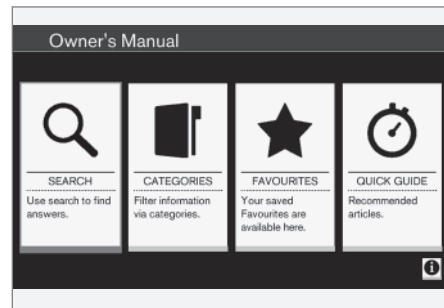 Owner's Manual
SEARCH
Use search to find
answers.
CATEGORIES
Filter information
via categories.
FAVOURITES
Your saved
Favourites are
available here.
QUICK GUIDE
Recommended
articles.
i